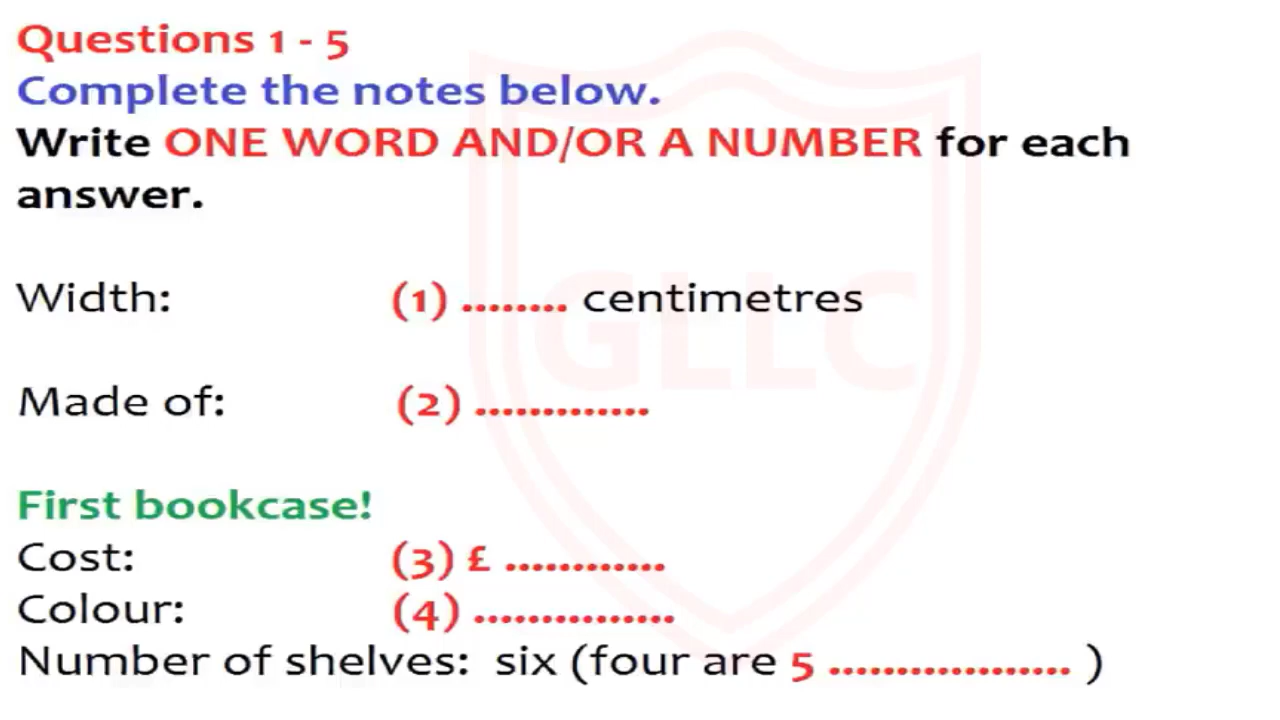 Questions 1 - 5
Complete the notes below.
Write ONE WORD AND/OR A NUMBER for each
answer.
Width: (1) ........ centimetres
Made of: (2) .............
First bookcase!
Cost: (3) £ ............
Colour: (4) ...............
Number of shelves: six (four are 5 .................. )
GLLC